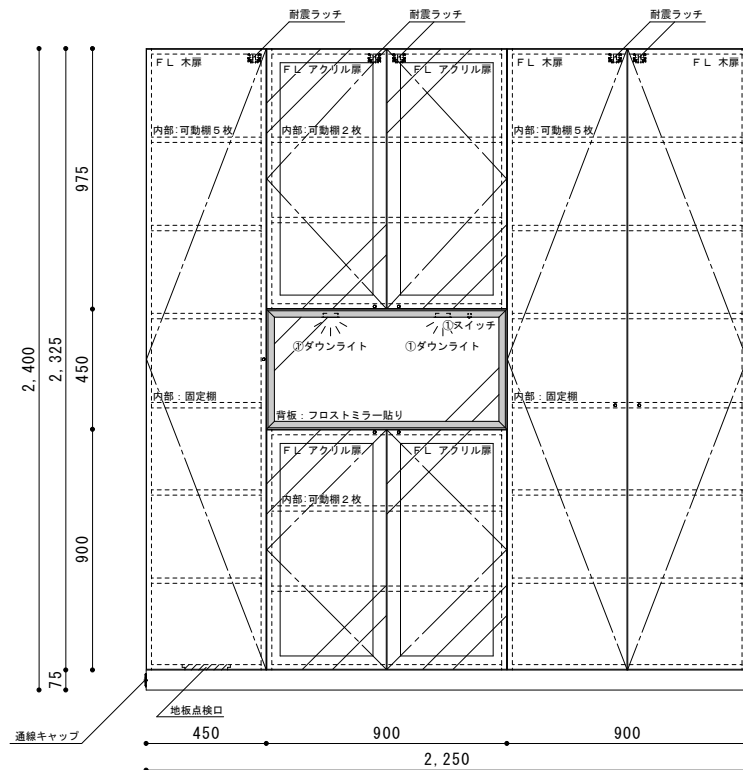 耐震ラッチ
耐震ラッチ
耐震ラッチ
ＦＬ 木扉
ＦＬ アクリル扉
ＦＬ アクリル扉
ＦＬ 木扉
ＦＬ 木扉
内部:可動棚５枚
内部:可動棚２枚
内部:可動棚５枚
975
①スイッチ
①ダウンライト
①ダウンライト
2,400
2,325
450
内部：固定棚
内部：固定棚
背板：フロストミラー貼り
ＦＬ アクリル扉
ＦＬ アクリル扉
内部:可動棚２枚
900
75
地板点検口
通線キャップ
450
900
900
2,250